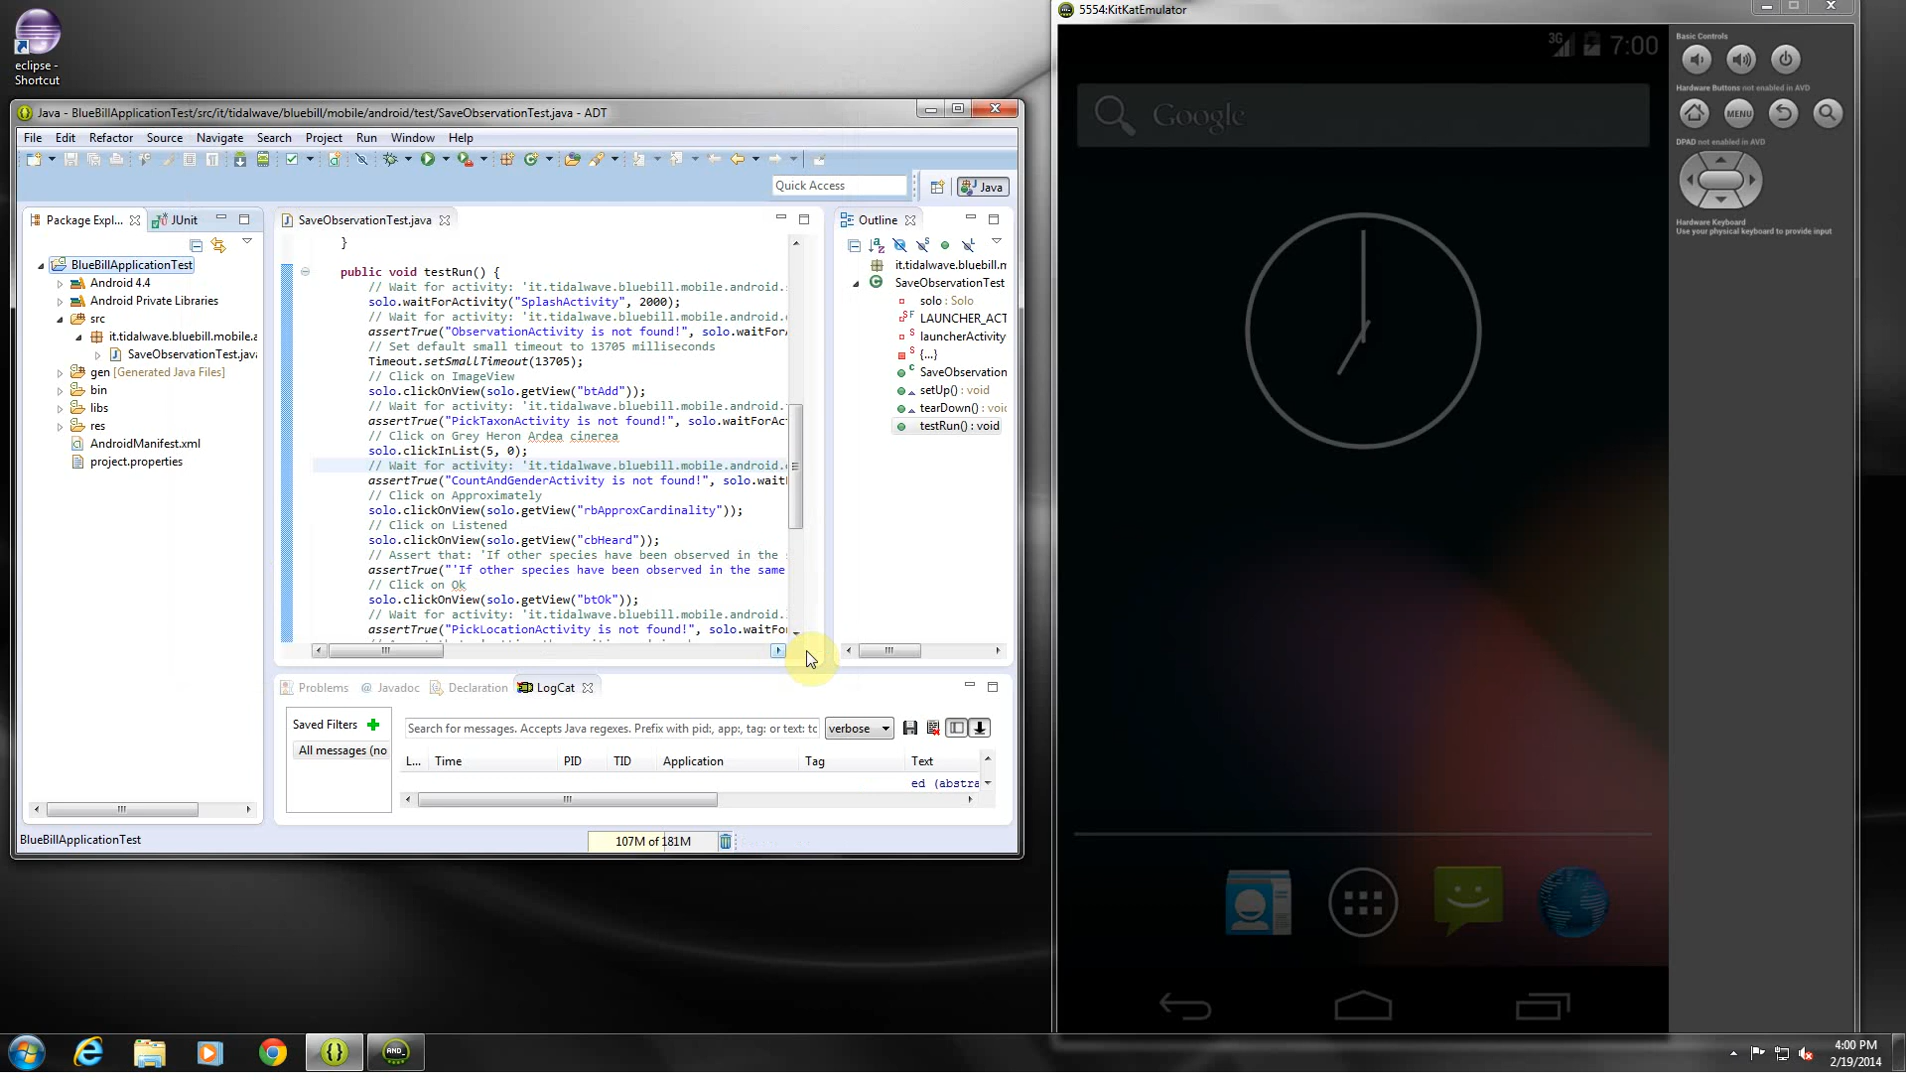 eclipse -
Shortcut
Java - BlueBillApplicationTest/src/it/tidalwave/bluebill/mobile/android/test/SaveObservationTest.java - ADT
File Edit Refactor Source Navigate Search Project Run Window Help
Quick Access
Java
Package Expl...
JUnit
BlueBillApplicationTest
Android 4.4
Android Private Libraries
src
it.tidalwave.bluebill.mobile.a
SaveObservationTest.java
gen [Generated Java Files]
bin
libs
res
AndroidManifest.xml
project.properties
SaveObservationTest.java
}
public void testRun() {
// Wait for activity: 'it.tidalwave.bluebill.mobile.android.
solo.waitForActivity("SplashActivity", 2000);
// Wait for activity: 'it.tidalwave.bluebill.mobile.android.
assertTrue("ObservationActivity is not found!", solo.waitForA
// Set default small timeout to 13705 milliseconds
Timeout.setSmallTimeout(13705);
// Click on ImageView
solo.clickOnView(solo.getView("btAdd"));
// Wait for activity: 'it.tidalwave.bluebill.mobile.android.
assertTrue("PickTaxonActivity is not found!", solo.waitForAct
// Click on Grey Heron Ardea cinerea
solo.clickInList(5, 0);
// Wait for activity: 'it.tidalwave.bluebill.mobile.android.
assertTrue("CountAndGenderActivity is not found!", solo.wait
// Click on Approximately
solo.clickOnView(solo.getView("rbApproxCardinality"));
// Click on Listened
solo.clickOnView(solo.getView("cbHeard"));
// Assert that: 'If other species have been observed in the
assertTrue("'If other species have been observed in the same
// Click on Ok
solo.clickOnView(solo.getView("btOk"));
// Wait for activity: 'it.tidalwave.bluebill.mobile.android.
assertTrue("PickLocationActivity is not found!", solo.waitFor
Outline
it.tidalwave.bluebill.m
SaveObservationTest
solo : Solo
LAUNCHER_ACT
launcherActivity
{...}
SaveObservation
setUp() : void
tearDown() : void
testRun() : void
Problems
@ Javadoc
Declaration
LogCat
Saved Filters
All messages (no
Search for messages. Accepts Java regexes. Prefix with pid:, app:, tag: or text: to
verbose
L... Time PID TID Application Tag Text
ed (abstra
BlueBillApplicationTest
107M of 181M
5554:KitKatEmulator
3G 7:00
Google
Basic Controls
Hardware Buttons not enabled in AVD
MENU
DPAD not enabled in AVD
Hardware Keyboard
Use your physical keyboard to provide input
AND_
4:00 PM
2/19/2014